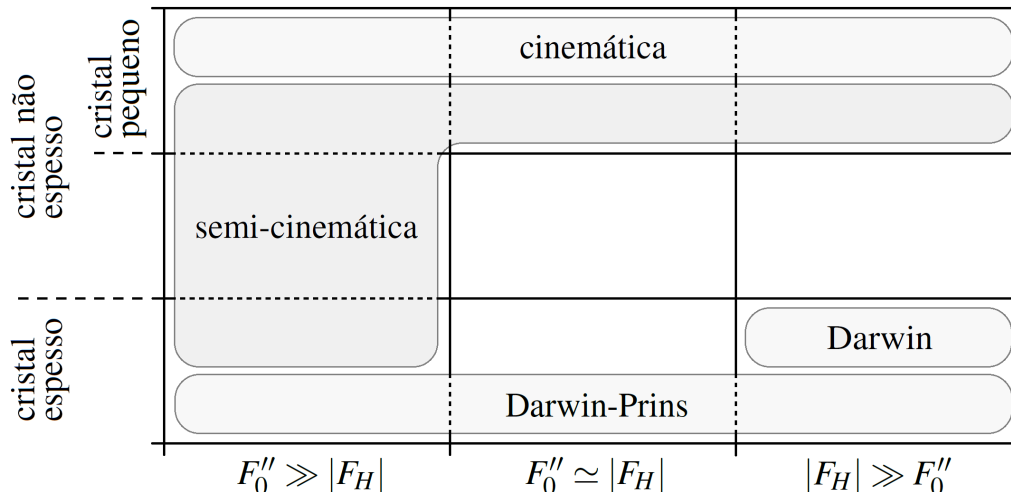 cristal não
espesso
cristal
pequeno
cinemática
semi-cinemática
cristal
espesso
Darwin
Darwin-Prins
F₀″ ≫ |F_H|
F₀″ ≃ |F_H|
|F_H| ≫ F₀″